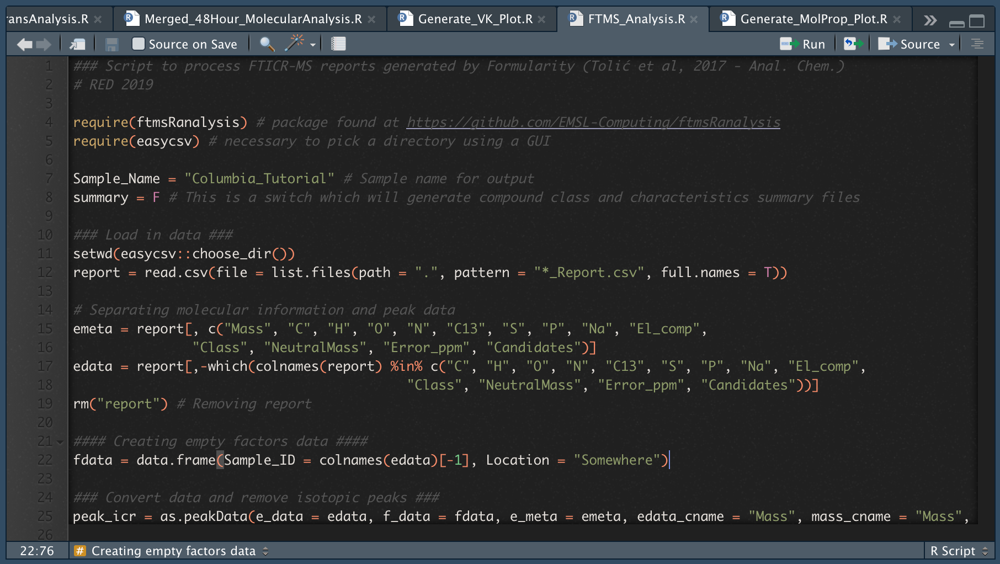 ransAnalysis.R
Merged_48Hour_MolecularAnalysis.R
Generate_VK_Plot.R
FTMS_Analysis.R
Generate_MolProp_Plot.R
Source on Save
Run
Source
1 ### Script to process FTICR-MS reports generated by Formularity (Tolić et al, 2017 - Anal. Chem.)
2 # RED 2019
3
4 require(ftmsRanalysis) # package found at https://github.com/EMSL-Computing/ftmsRanalysis
5 require(easycsv) # necessary to pick a directory using a GUI
6
7 Sample_Name = "Columbia_Tutorial" # Sample name for output
8 summary = F # This is a switch which will generate compound class and characteristics summary files
9
10 ### Load in data ###
11 setwd(easycsv::choose_dir())
12 report = read.csv(file = list.files(path = ".", pattern = "*_Report.csv", full.names = T))
13
14 # Separating molecular information and peak data
15 emeta = report[, c("Mass", "C", "H", "O", "N", "C13", "S", "P", "Na", "El_comp",
16 "Class", "NeutralMass", "Error_ppm", "Candidates")]
17 edata = report[,-which(colnames(report) %in% c("C", "H", "O", "N", "C13", "S", "P", "Na", "El_comp",
18 "Class", "NeutralMass", "Error_ppm", "Candidates"))]
19 rm("report") # Removing report
20
21 #### Creating empty factors data ####
22 fdata = data.frame(Sample_ID = colnames(edata)[-1], Location = "Somewhere")
23
24 ### Convert data and remove isotopic peaks ###
25 peak_icr = as.peakData(e_data = edata, f_data = fdata, e_meta = emeta, edata_cname = "Mass", mass_cname = "Mass",
26
22:76
# Creating empty factors data
R Script